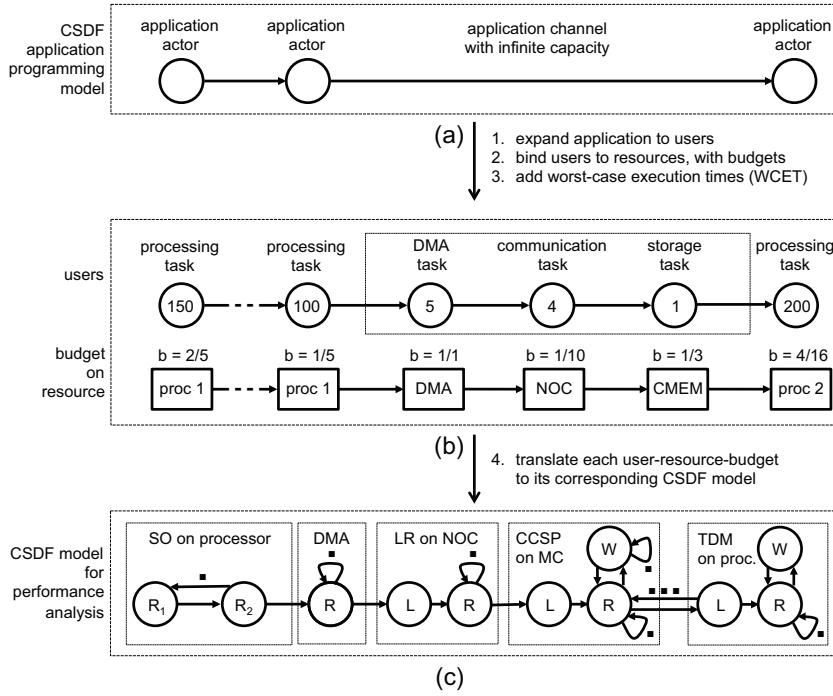 CSDF
application
programming
model
application
actor
application
actor
application channel
with infinite capacity
application
actor
(a)
1. expand application to users
2. bind users to resources, with budgets
3. add worst-case execution times (WCET)
users
processing
task
processing
task
DMA
task
communication
task
storage
task
processing
task
150
100
5
4
1
200
budget
on
resource
b = 2/5
b = 1/5
b = 1/1
b = 1/10
b = 1/3
b = 4/16
proc 1
proc 1
DMA
NOC
CMEM
proc 2
(b)
4. translate each user-resource-budget
to its corresponding CSDF model
CSDF model
for
performance
analysis
SO on processor
DMA
LR on NOC
CCSP
on MC
TDM
on proc.
W
W
R1
R2
R
L
R
L
R
L
R
(c)